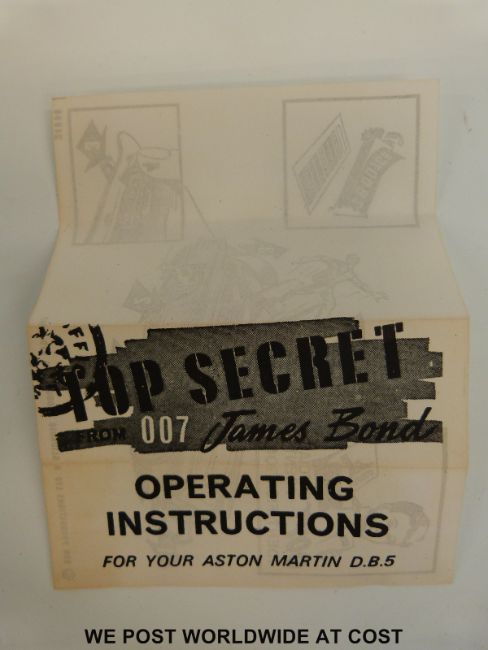 TOP SECRET
FROM 007 James Bond
OPERATING
INSTRUCTIONS
FOR YOUR ASTON MARTIN D.B.5
WE POST WORLDWIDE AT COST